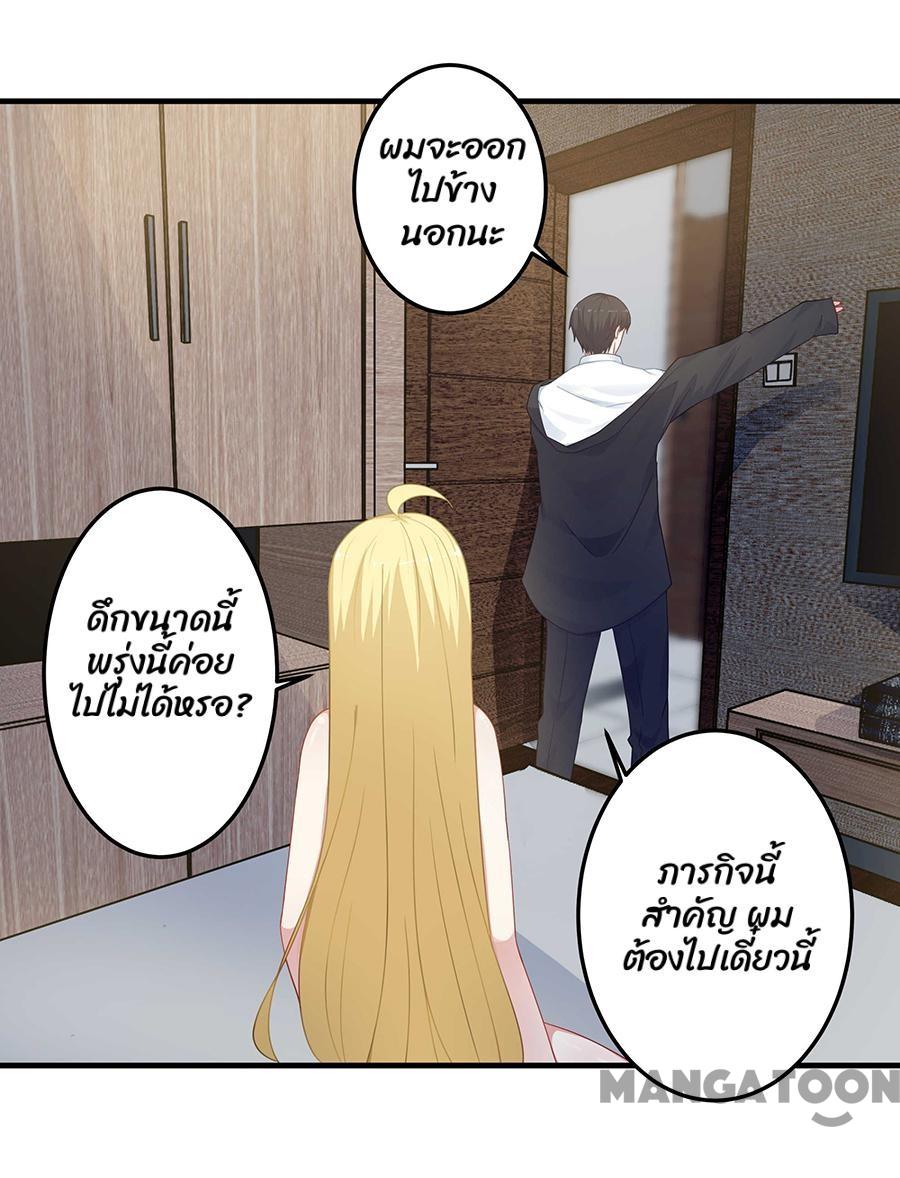 ผมจะออก
ไปข้าง
นอกนะ
ดึกขนาดนี้
พรุ่งนี้ค่อย
ไปไม่ได้หรอ?
ภารกิจนี้
สำคัญ ผม
ต้องไปเดี๋ยวนี้
MANGATOON